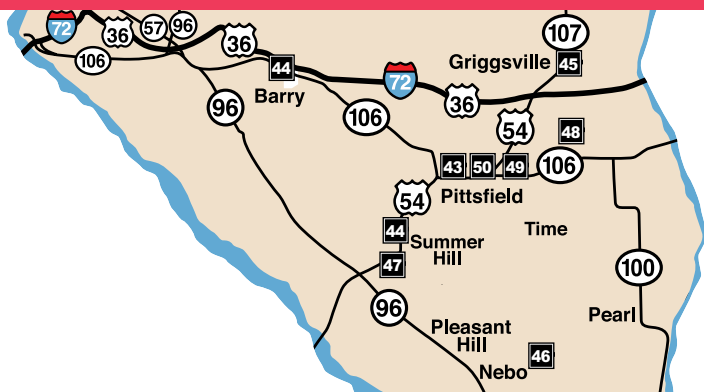 72
36
57
96
36
107
106
44
Griggsville
45
72
Barry
36
96
106
54
48
43
50
49
106
Pittsfield
54
44
Summer
Hill
Time
47
100
96
Pearl
Pleasant
Hill
46
Nebo